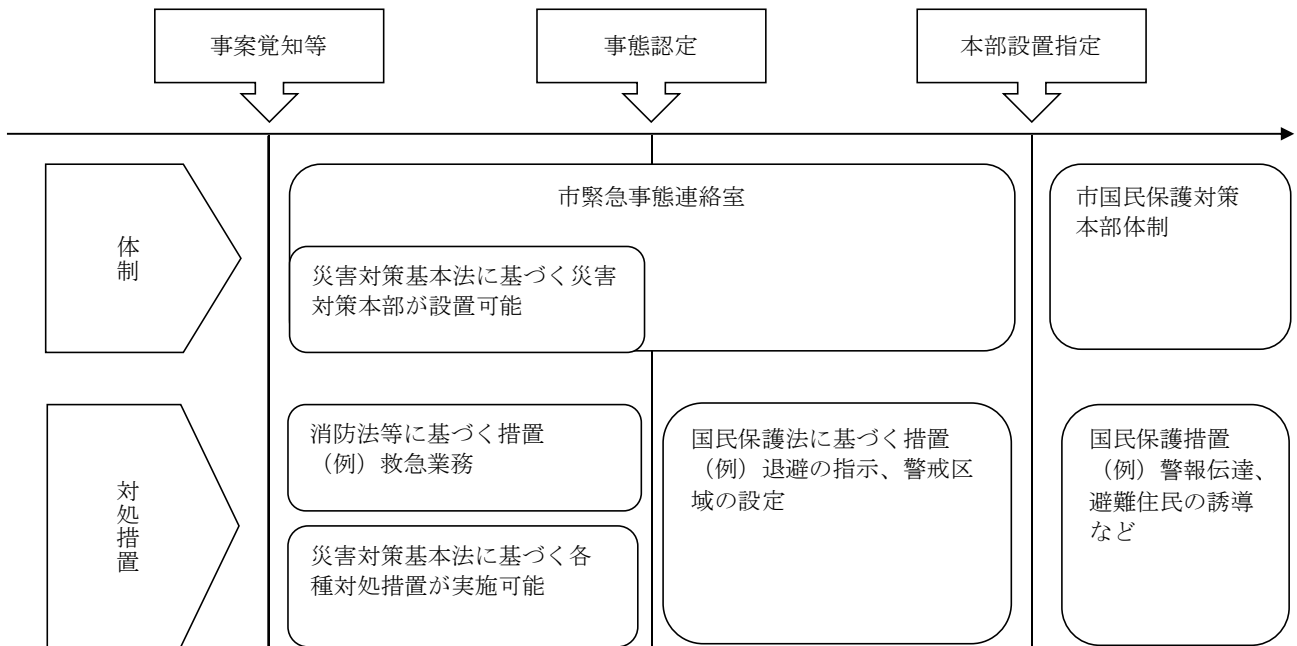 事案覚知等
事態認定
本部設置指定
体制
市緊急事態連絡室
災害対策基本法に基づく災害
対策本部が設置可能
市国民保護対策
本部体制
対処措置
消防法等に基づく措置
(例)救急業務
災害対策基本法に基づく各
種対処措置が実施可能
国民保護法に基づく措置
(例)退避の指示、警戒区
域の設定
国民保護措置
(例)警報伝達、
避難住民の誘導
など